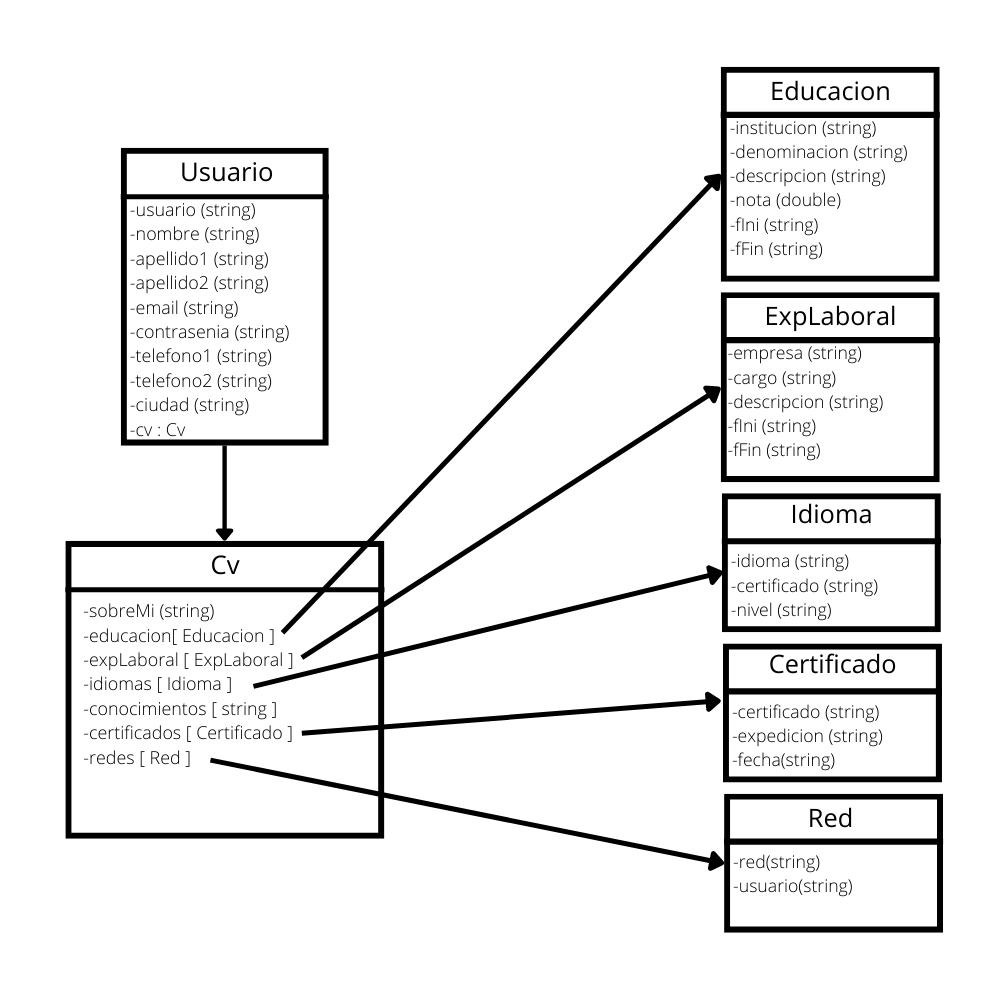 Usuario
-usuario (string)
-nombre (string)
-apellido1 (string)
-apellido2 (string)
-email (string)
-contrasenia (string)
-telefono1 (string)
-telefono2 (string)
-ciudad (string)
-cv : Cv
Cv
-sobreMi (string)
-educacion[ Educacion ]
-expLaboral [ ExpLaboral ]
-idiomas [ Idioma ]
-conocimientos [ string ]
-certificados [ Certificado ]
-redes [ Red ]
Educacion
-institucion (string)
-denominacion (string)
-descripcion (string)
-nota (double)
-fIni (string)
-fFin (string)
ExpLaboral
-empresa (string)
-cargo (string)
-descripcion (string)
-fIni (string)
-fFin (string)
Idioma
-idioma (string)
-certificado (string)
-nivel (string)
Certificado
-certificado (string)
-expedicion (string)
-fecha(string)
Red
-red(string)
-usuario(string)